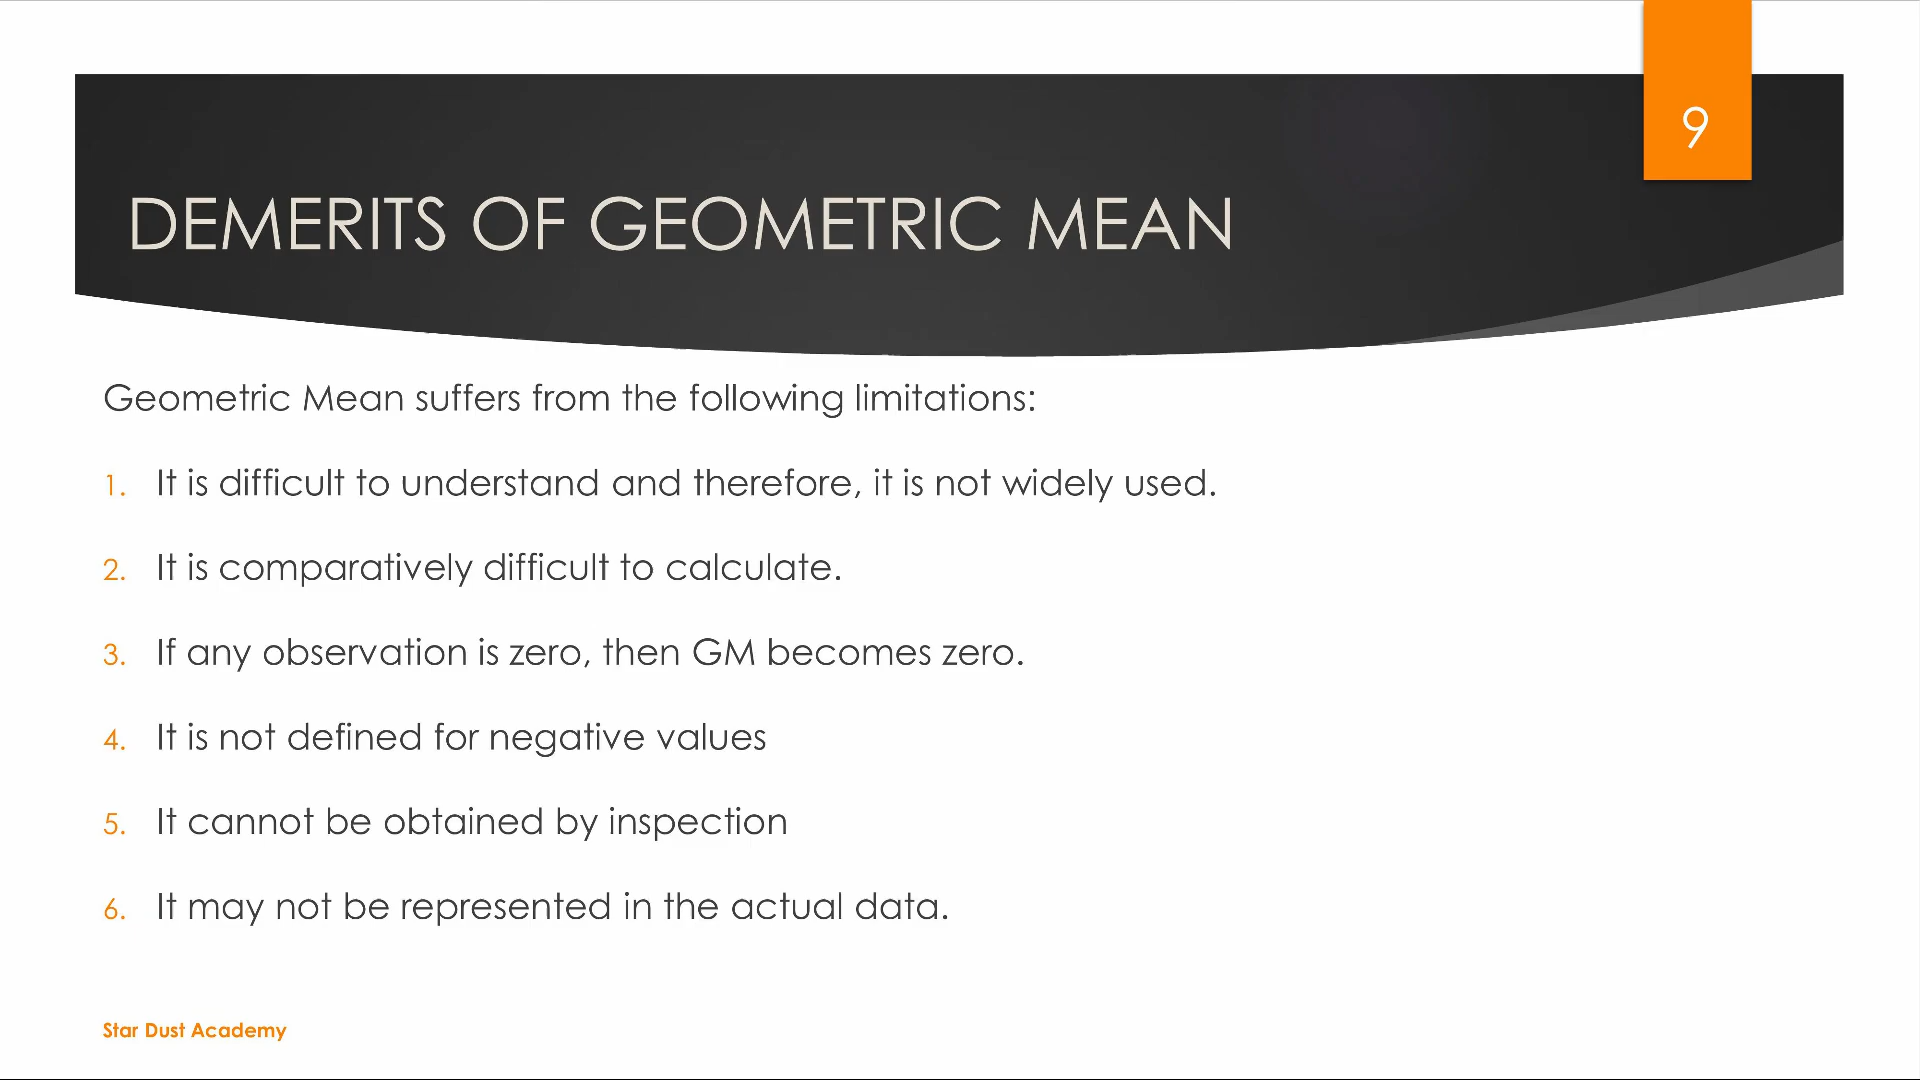 9
DEMERITS OF GEOMETRIC MEAN
Geometric Mean suffers from the following limitations:
1. It is difficult to understand and therefore, it is not widely used.
2. It is comparatively difficult to calculate.
3. If any observation is zero, then GM becomes zero.
4. It is not defined for negative values
5. It cannot be obtained by inspection
6. It may not be represented in the actual data.
Star Dust Academy